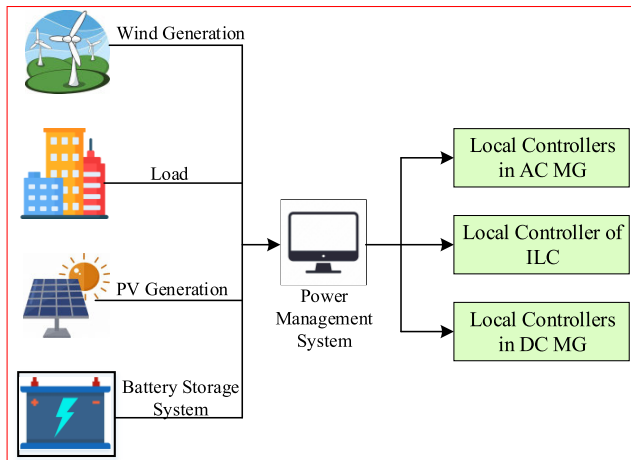 Wind Generation
Load
PV Generation
Battery Storage
System
Power
Management
System
Local Controllers
in AC MG
Local Controller of
ILC
Local Controllers
in DC MG